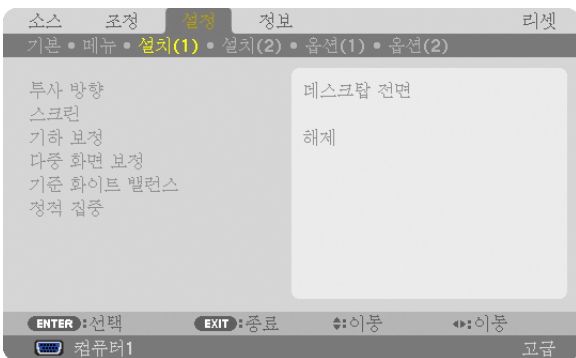 소스 조정 설정 정보 리셋
기본 • 메뉴 • 설치(1) • 설치(2) • 옵션(1) • 옵션(2)
투사 방향 데스크탑 전면
스크린
기하 보정 해제
다중 화면 보정
기준 화이트 밸런스
정적 집중
ENTER :선택 EXIT :종료 :이동 :이동
컴퓨터1 고급